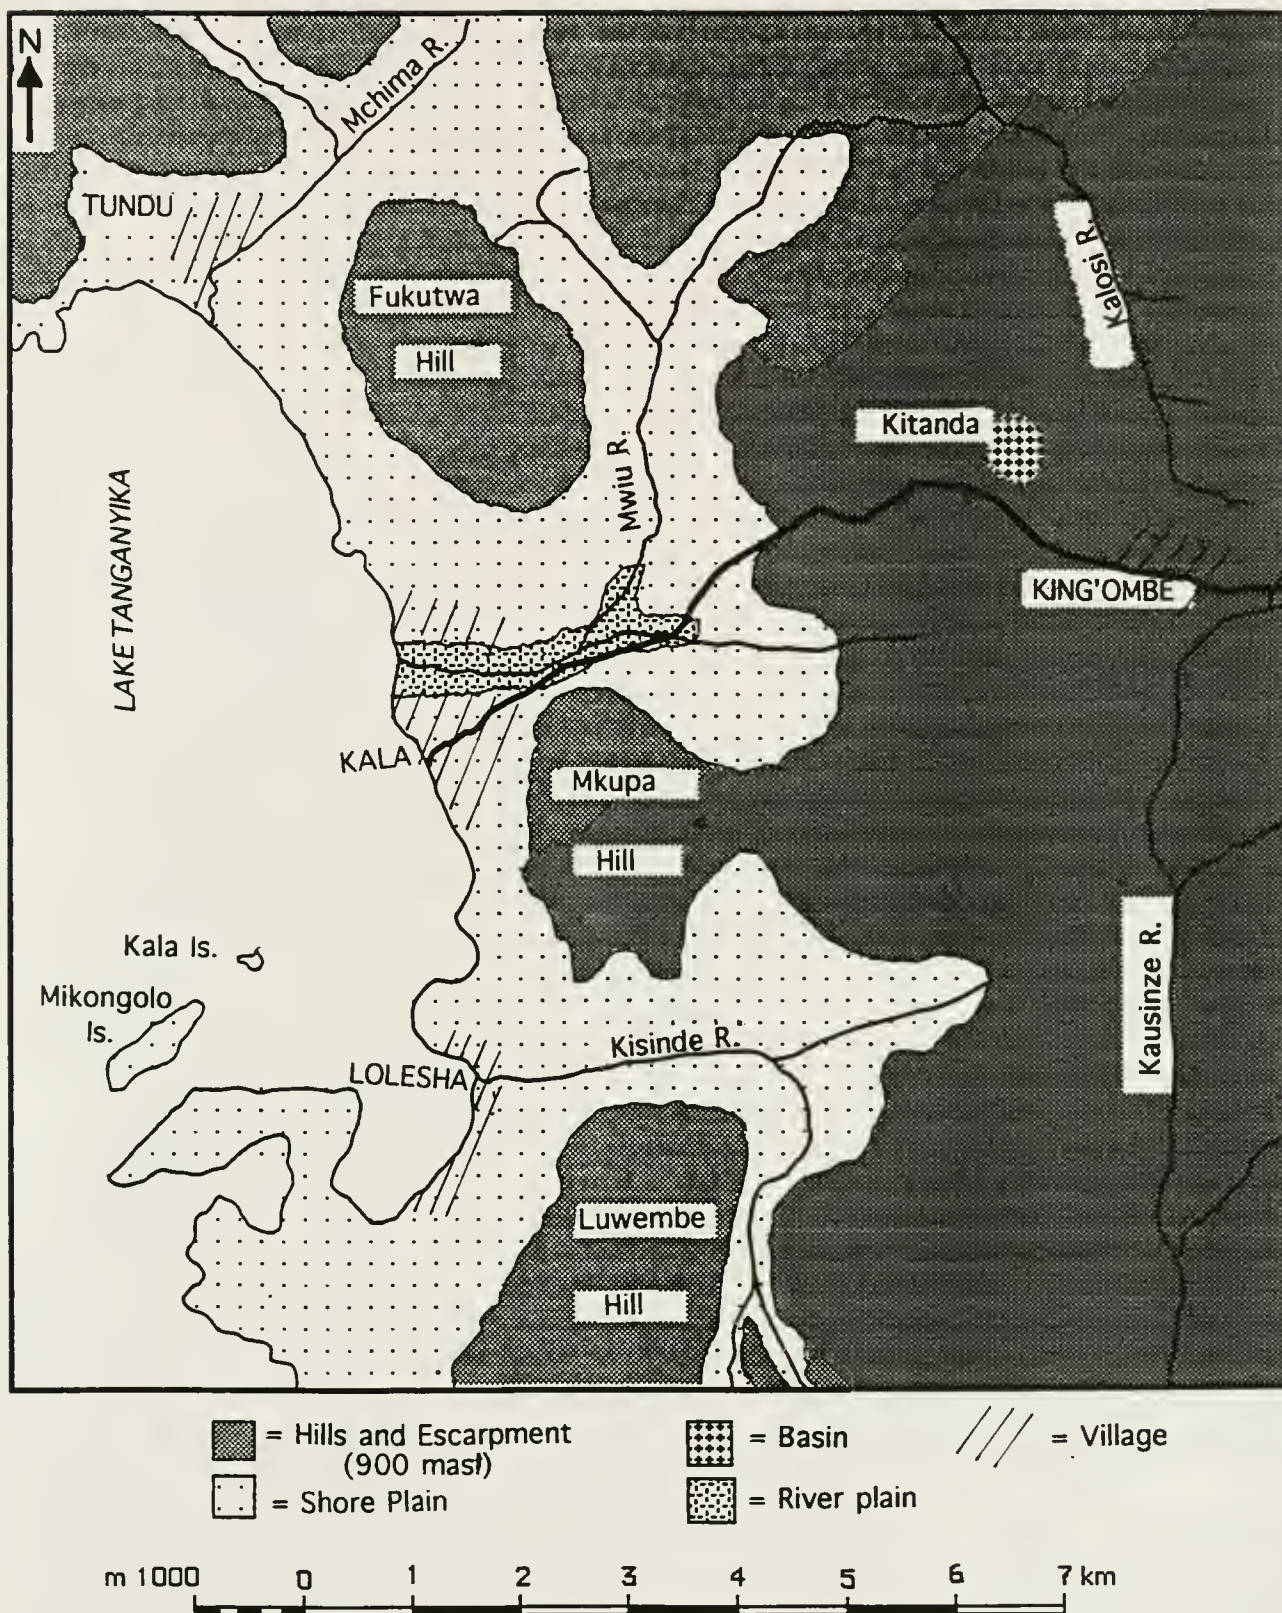 N
Mchima R.
TUNDU
Kalosi R.
Fukutwa
Hill
Kitanda
Mwiu R.
LAKE TANGANYIKA
KING'OMBE
KALA
Mkupa
Hill
Kala Is.
Mikongolo
Is.
Kausinze R.
Kisinde R.
LOLESHA
Luwembe
Hill
= Hills and Escarpment
(900 masl)
= Basin
= Village
= Shore Plain
= River plain
m 1000 0 1 2 3 4 5 6 7 km